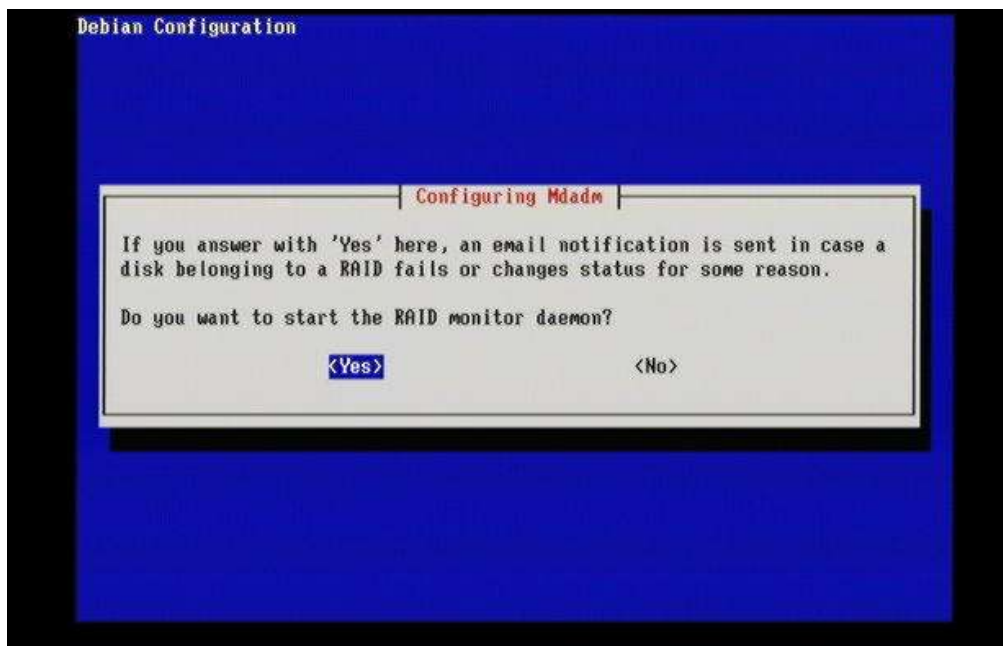 Debian Configuration
Configuring Mdadm
If you answer with 'Yes' here, an email notification is sent in case a
disk belonging to a RAID fails or changes status for some reason.
Do you want to start the RAID monitor daemon?
<Yes> <No>